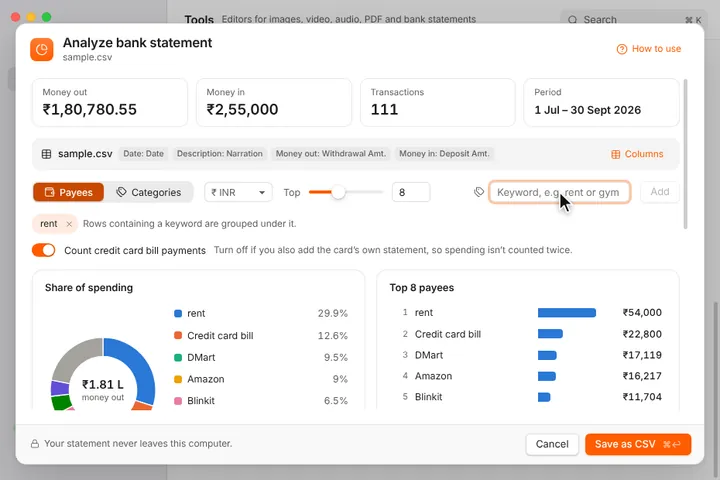 Tools Editors for images, video, audio, PDF and bank statements
Search ⌘ K
Analyze bank statement
sample.csv
How to use
Money out
₹1,80,780.55
Money in
₹2,55,000
Transactions
111
Period
1 Jul – 30 Sept 2026
sample.csv Date: Date Description: Narration Money out: Withdrawal Amt. Money in: Deposit Amt. Columns
Payees Categories ₹ INR Top 8 Keyword, e.g. rent or gym Add
rent × Rows containing a keyword are grouped under it.
Count credit card bill payments Turn off if you also add the card’s own statement, so spending isn’t counted twice.
Share of spending
₹1.81 L
money out
rent 29.9%
Credit card bill 12.6%
DMart 9.5%
Amazon 9%
Blinkit 6.5%
Top 8 payees
1 rent ₹54,000
2 Credit card bill ₹22,800
3 DMart ₹17,119
4 Amazon ₹16,217
5 Blinkit ₹11,704
Your statement never leaves this computer.
Cancel
Save as CSV ⌘↩